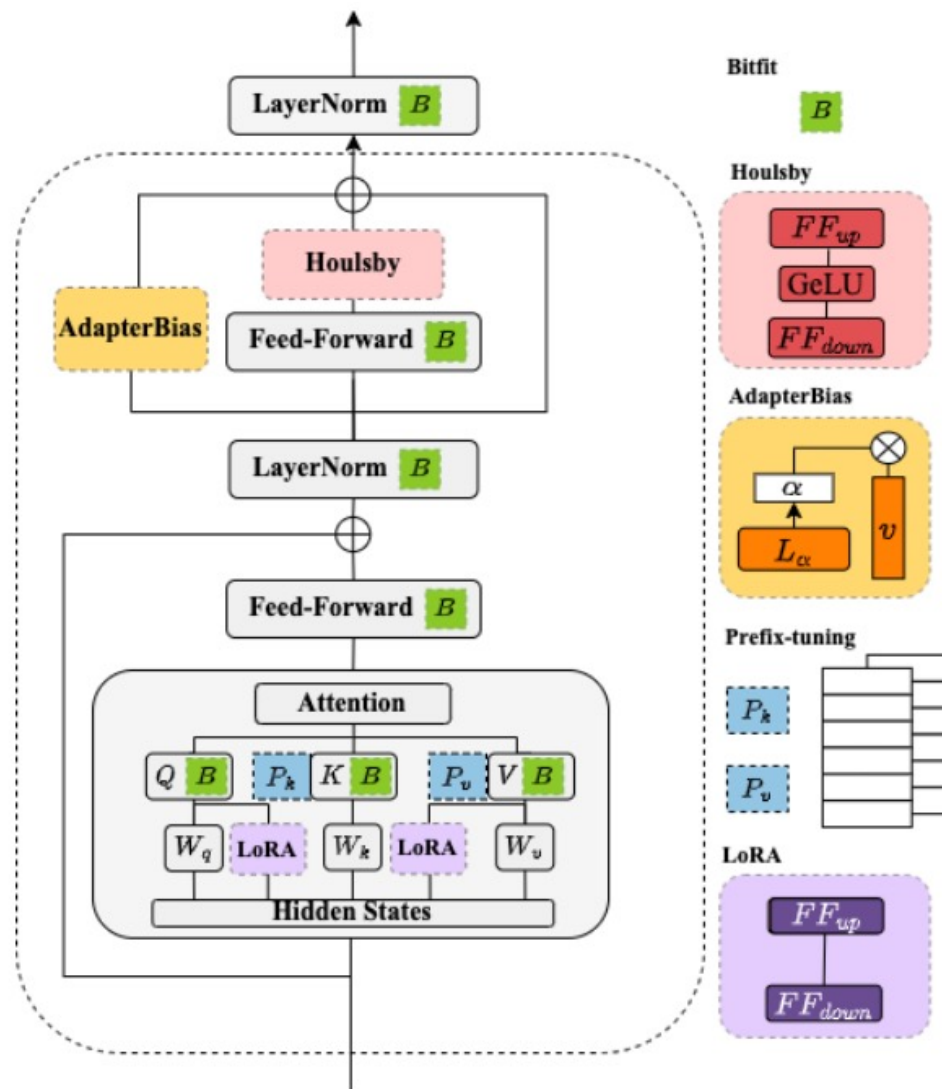 LayerNorm B
Houlsby
AdapterBias
Feed-Forward B
LayerNorm B
Feed-Forward B
Attention
Q B P_k K B P_v V B
W_q LoRA W_k LoRA W_v
Hidden States
Bitfit
B
Houlsby
FF_up
GeLU
FF_down
AdapterBias
α
L_α
v
Prefix-tuning
P_k
P_v
LoRA
FF_up
FF_down